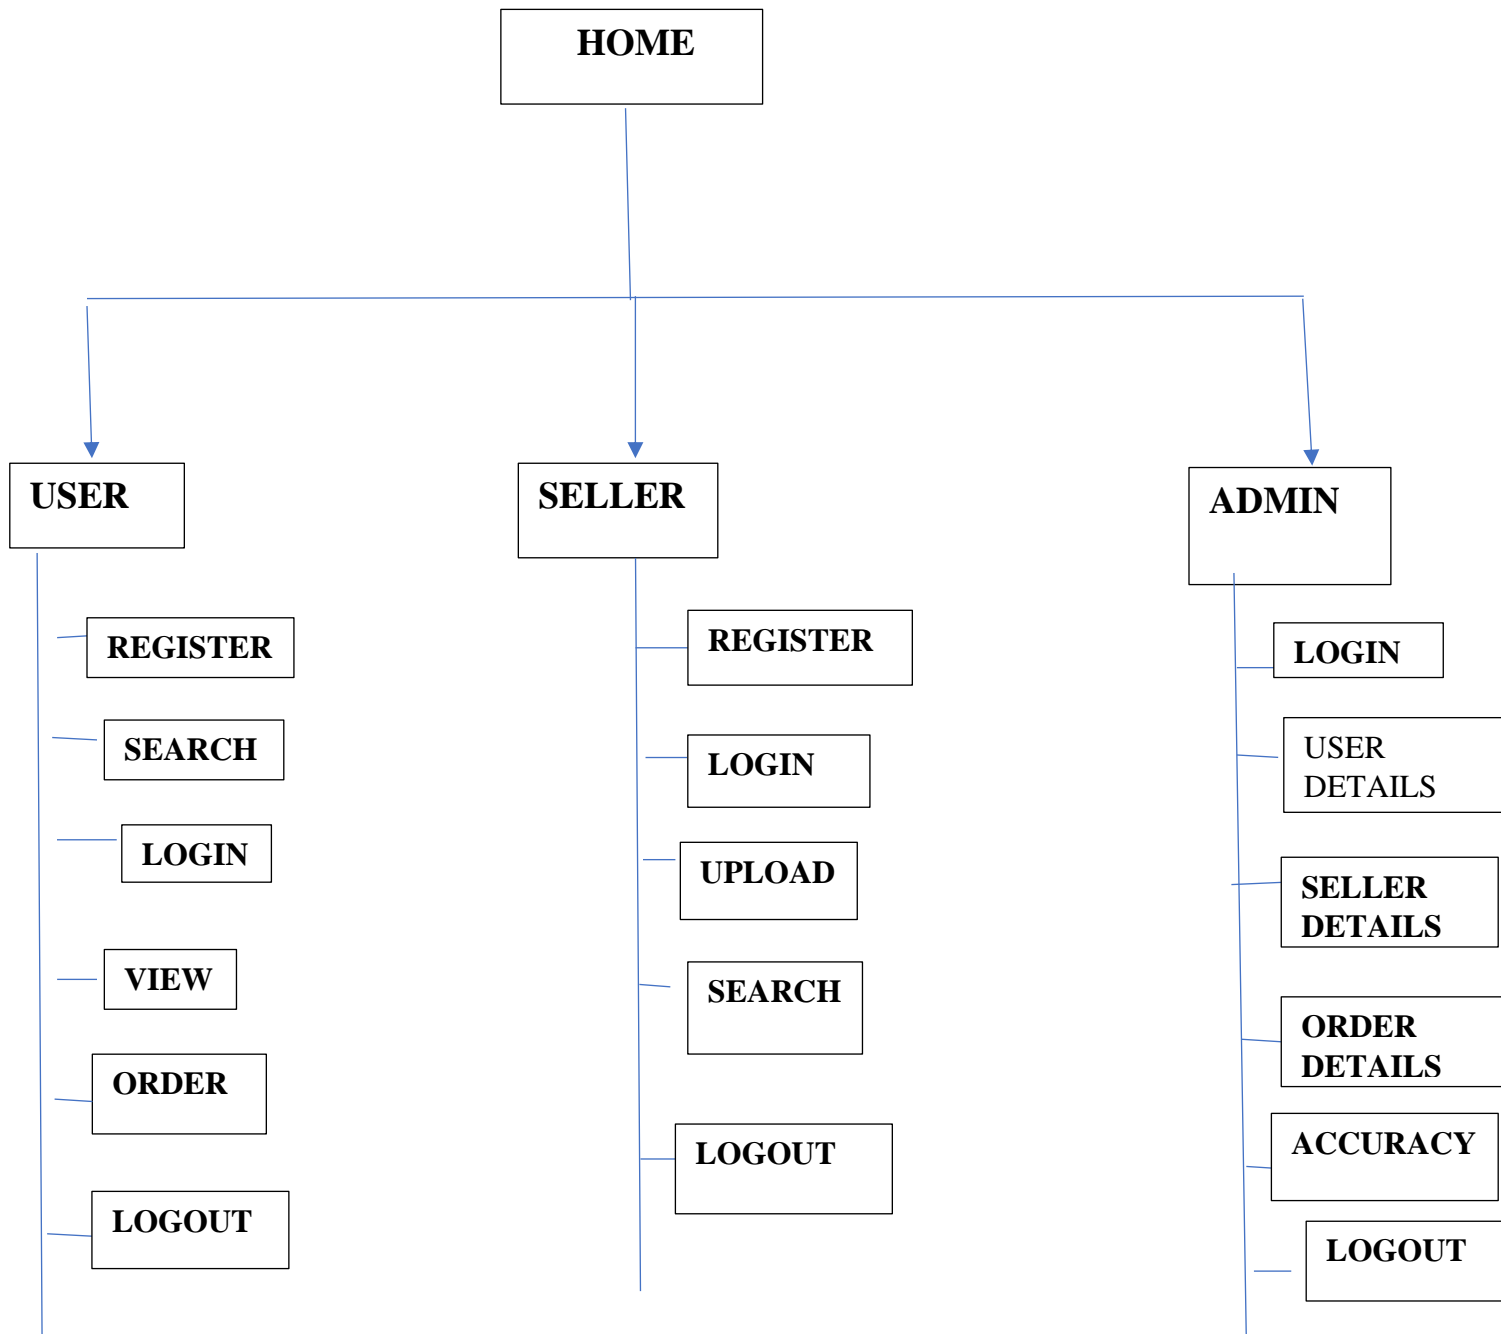 HOME
USER
SELLER
ADMIN
REGISTER
SEARCH
LOGIN
VIEW
ORDER
LOGOUT
REGISTER
LOGIN
UPLOAD
SEARCH
LOGOUT
LOGIN
USER
DETAILS
SELLER
DETAILS
ORDER
DETAILS
ACCURACY
LOGOUT